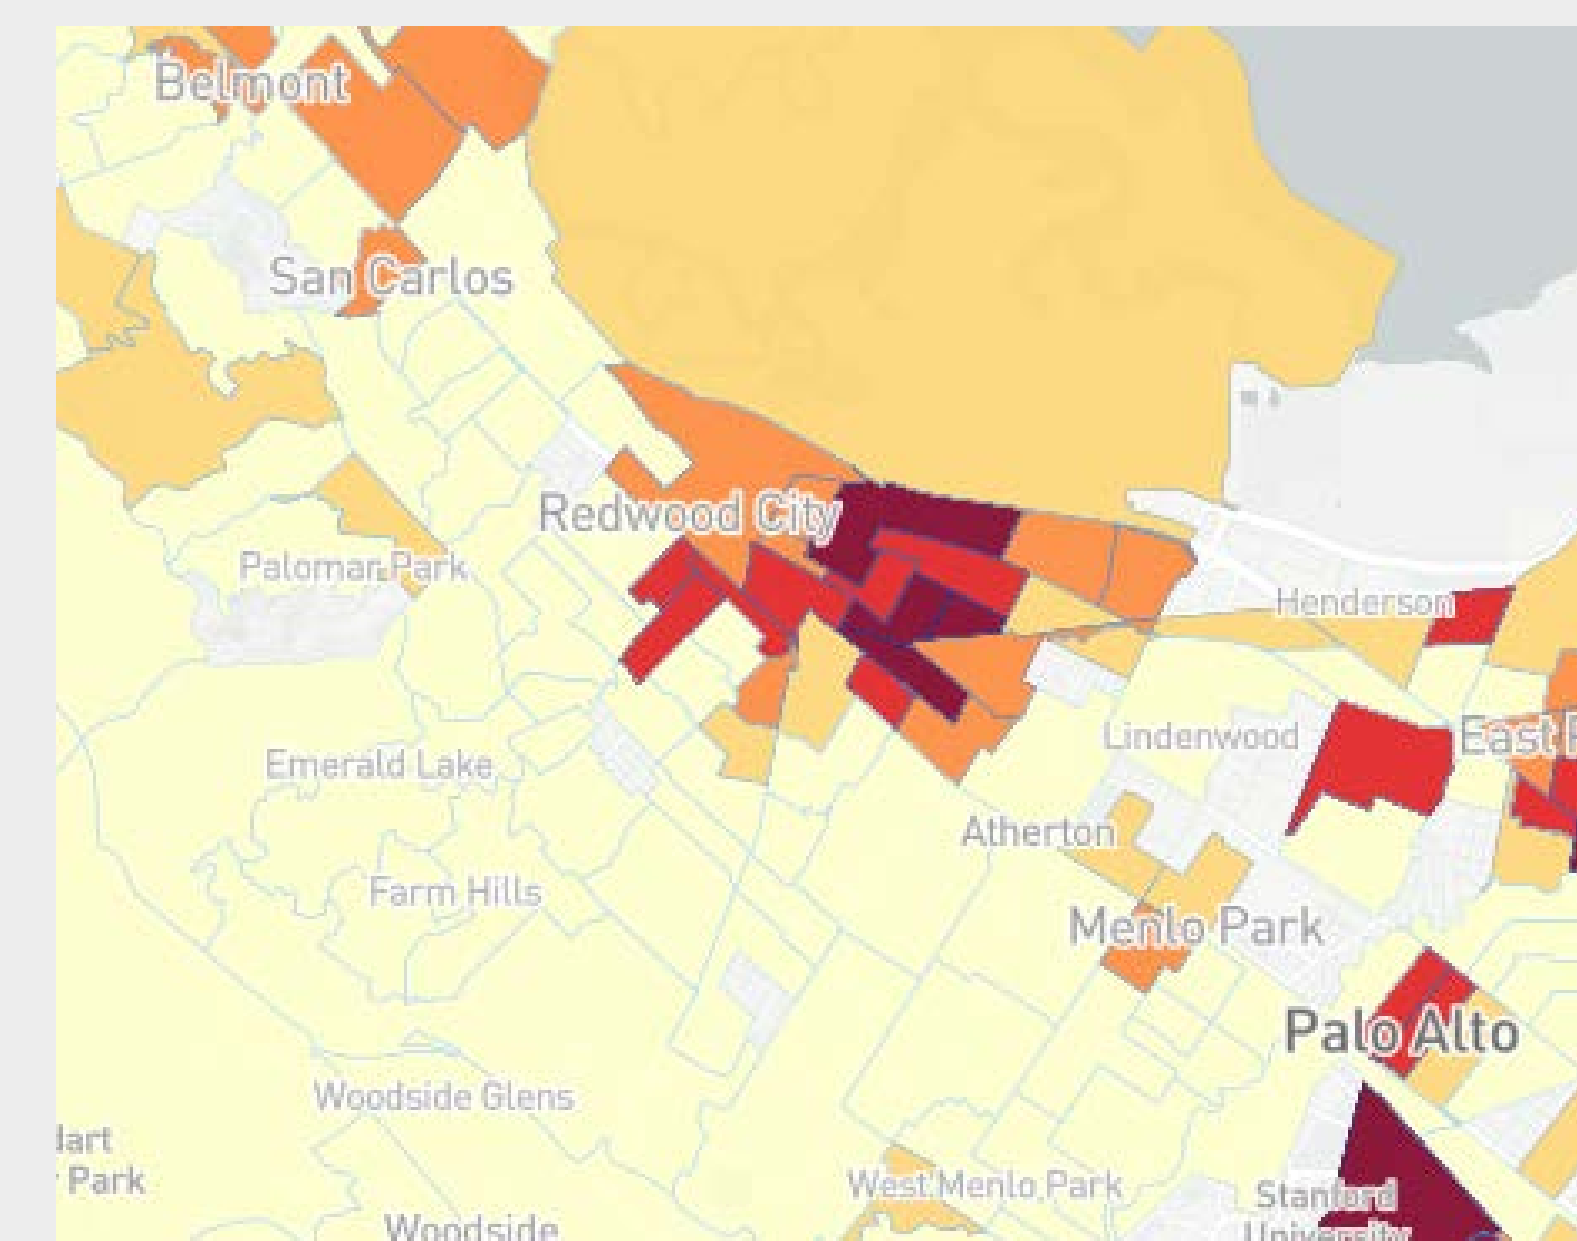 Belmont
San Carlos
Redwood City
Palomar Park
Henderson
Lindenwood
East
Emerald Lake
Atherton
Farm Hills
Menlo Park
Palo Alto
Woodside Glens
Park
West Menlo Park
Stanford
University
Woodside